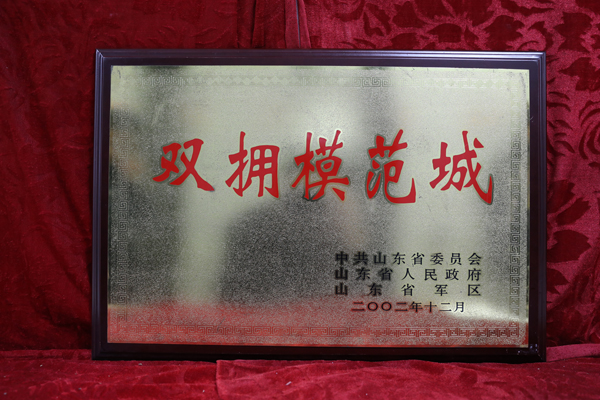 双拥模范城
中共山东省委员会
山东省人民政府
山东省军区
二〇〇二年十二月